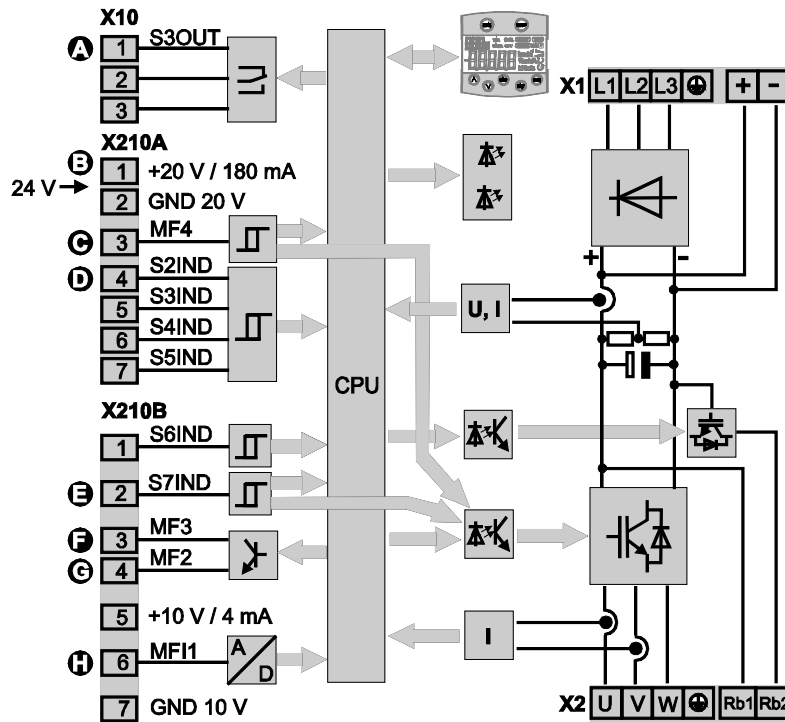 X10
A 1 S3OUT
2
3
X210A
B 1 +20 V / 180 mA
24 V
2 GND 20 V
C 3 MF4
D 4 S2IND
5 S3IND
6 S4IND
7 S5IND
X210B
1 S6IND
E 2 S7IND
F 3 MF3
G 4 MF2
5 +10 V / 4 mA
H 6 MFI1
A
D
7 GND 10 V
CPU
U, I
I
X1 L1 L2 L3 + -
+ -
X2 U V W Rb1 Rb2